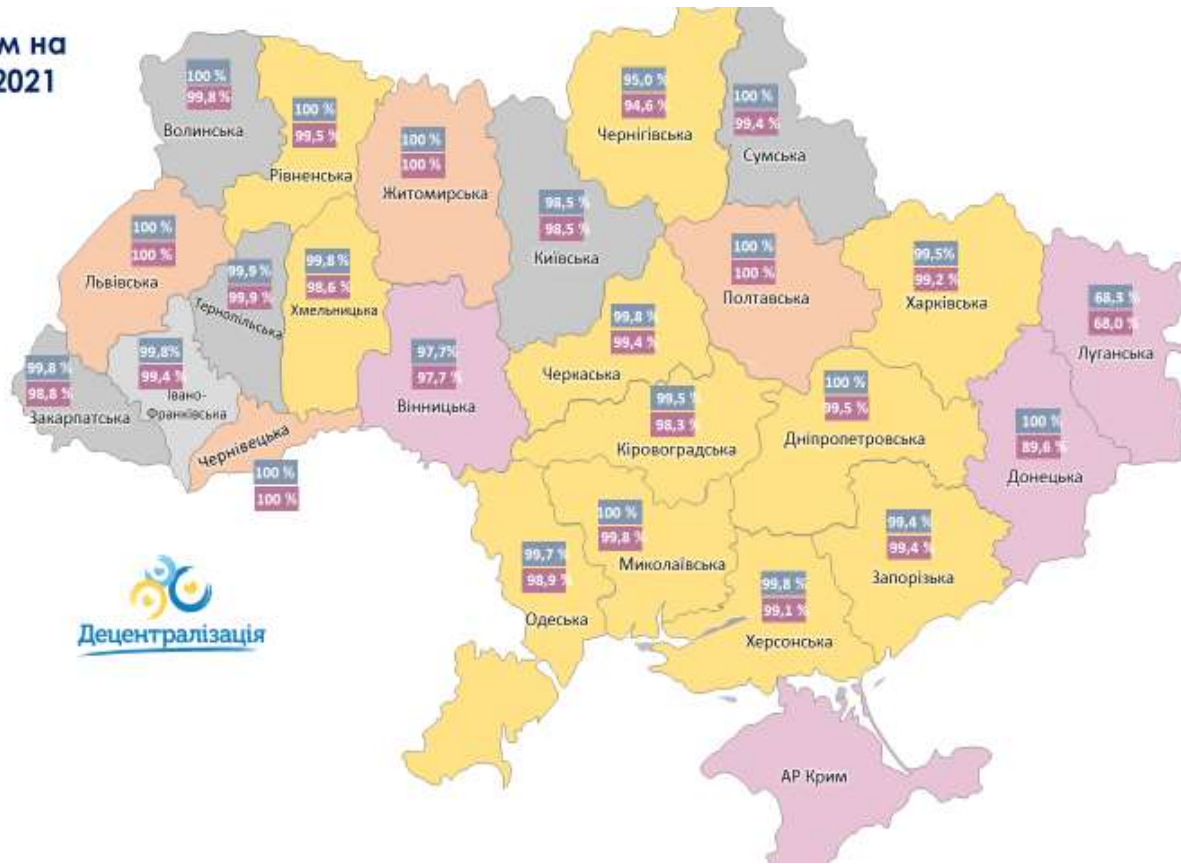 м на
2021
100 %
99,8 %
Волинська
100 %
99,5 %
Рівненська
100 %
100 %
Житомирська
98,5 %
98,5 %
Київська
95,0 %
94,6 %
Чернігівська
100 %
99,4 %
Сумська
100 %
100 %
Львівська
99,9 %
99,9 %
Тернопільська
99,8 %
98,6 %
Хмельницька
100 %
100 %
Полтавська
99,5%
99,2 %
Харківська
68,3 %
68,0 %
Луганська
99,8 %
98,8 %
Закарпатська
99,8%
99,4 %
Івано-
Франківська
Чернівецька
100 %
100 %
97,7%
97,7 %
Вінницька
99,8 %
99,4 %
Черкаська
99,5 %
98,3 %
Кіровоградська
100 %
99,5 %
Дніпропетровська
100 %
89,6 %
Донецька
99,7 %
98,9 %
Одеська
100 %
99,8 %
Миколаївська
99,8 %
99,1 %
Херсонська
99,4 %
99,4 %
Запорізька
АР Крим
Децентралізація